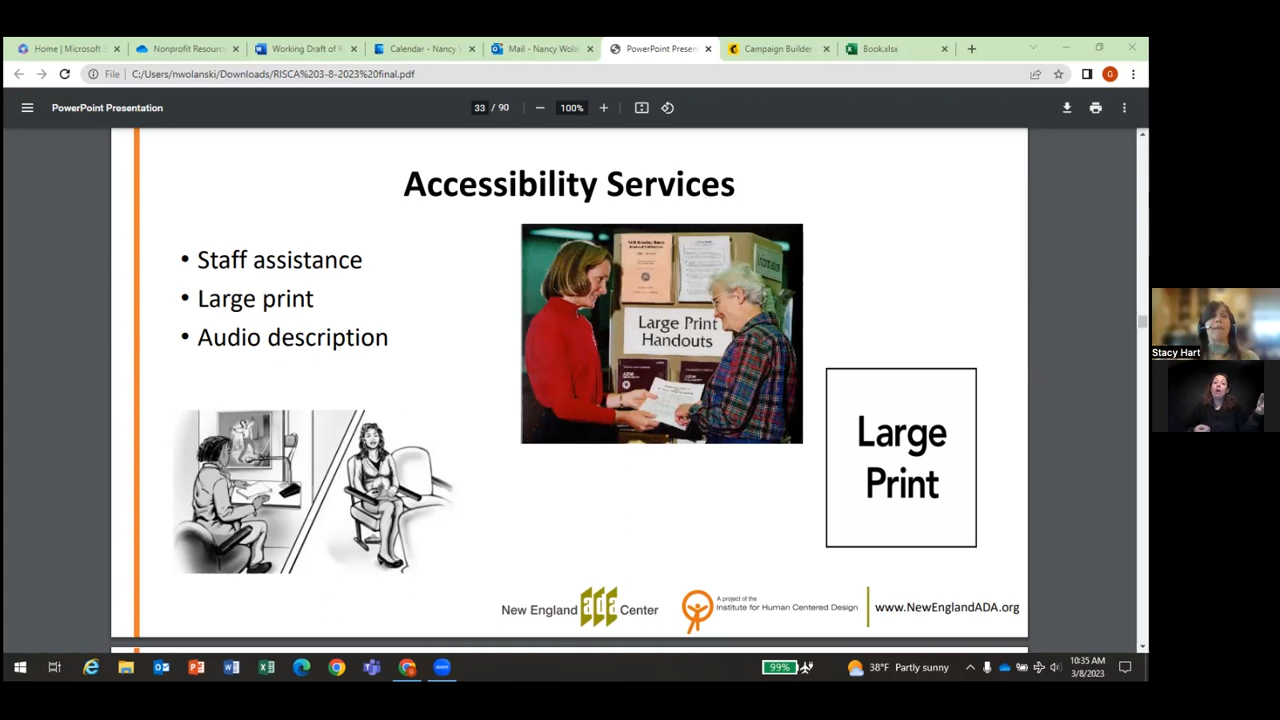 Home | Microsoft
Nonprofit Resourc
Working Draft of R
Calendar - Nancy
Mail - Nancy Wola
PowerPoint Presen
Campaign Builder
Book.xlsx
File
C:/Users/nwolanski/Downloads/RISCA%203-8-2023%20final.pdf
G
PowerPoint Presentation
33 / 90
100%
Accessibility Services
• Staff assistance
• Large print
• Audio description
Information
Large Print
Handouts
Large
Print
Stacy Hart
New England ada Center
A project of the
Institute for Human Centered Design
www.NewEnglandADA.org
99%
38°F Partly sunny
10:35 AM
3/8/2023